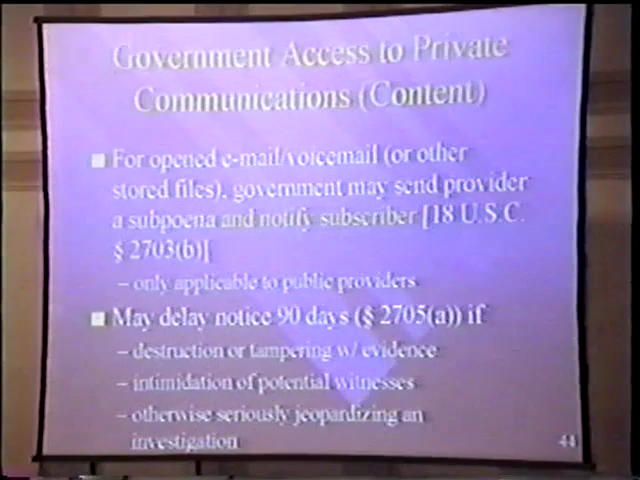 Government Access to Private
Communications (Content)
For opened e-mail/voicemail (or other
stored files), government may send provider
a subpoena and notify subscriber [18 U.S.C.
§ 2703(b)]
– only applicable to public providers
May delay notice 90 days (§ 2705(a)) if
– destruction or tampering w/ evidence
– intimidation of potential witnesses
– otherwise seriously jeopardizing an
investigation
44